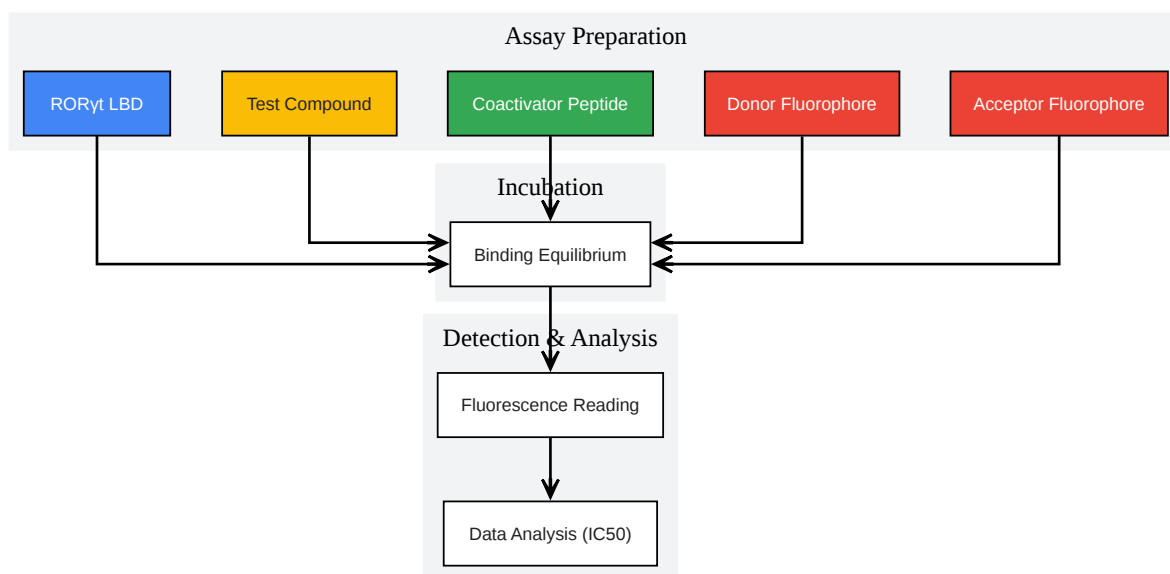 Assay Preparation
RORγt LBD
Test Compound
Coactivator Peptide
Donor Fluorophore
Acceptor Fluorophore
Incubation
Binding Equilibrium
Detection & Analysis
Fluorescence Reading
Data Analysis (IC50)